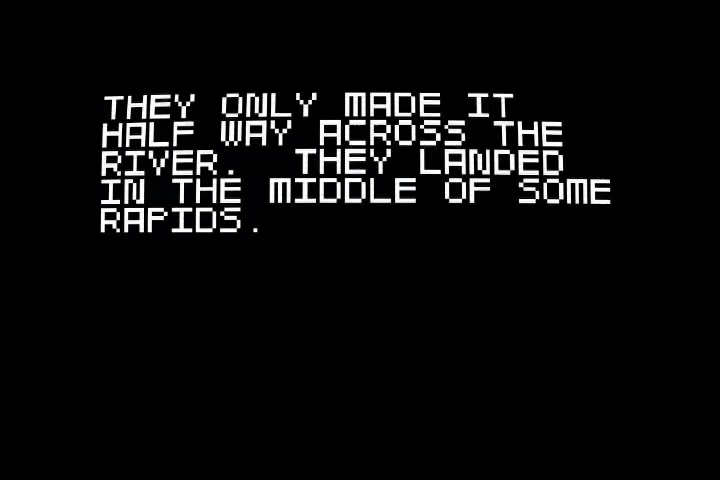 THEY ONLY MADE IT
HALF WAY ACROSS THE
RIVER.  THEY LANDED
IN THE MIDDLE OF SOME
RAPIDS.